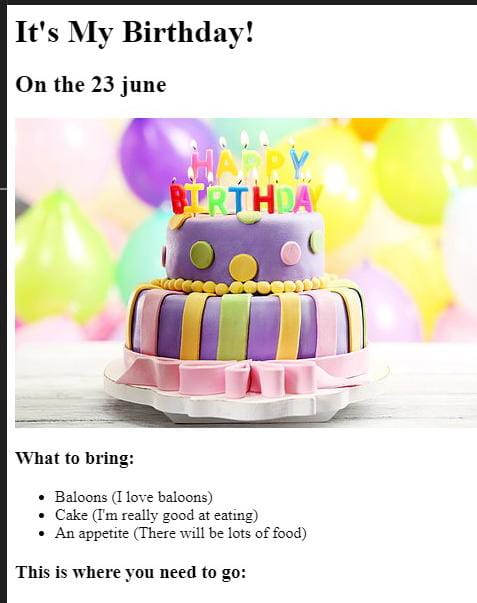 It's My Birthday!
On the 23 june
HAPPY
BIRTHDAY
What to bring:
Baloons (I love baloons)
Cake (I'm really good at eating)
An appetite (There will be lots of food)
This is where you need to go: